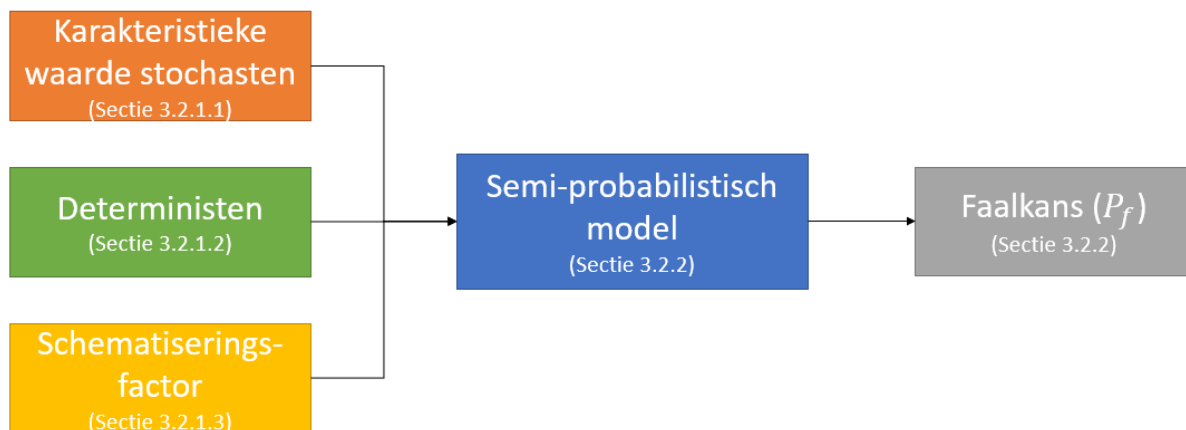 Karakteristieke
waarde stochasten
(Sectie 3.2.1.1)
Deterministen
(Sectie 3.2.1.2)
Schematiserings-
factor
(Sectie 3.2.1.3)
Semi-probabilistisch
model
(Sectie 3.2.2)
Faalkans (P_f)
(Sectie 3.2.2)